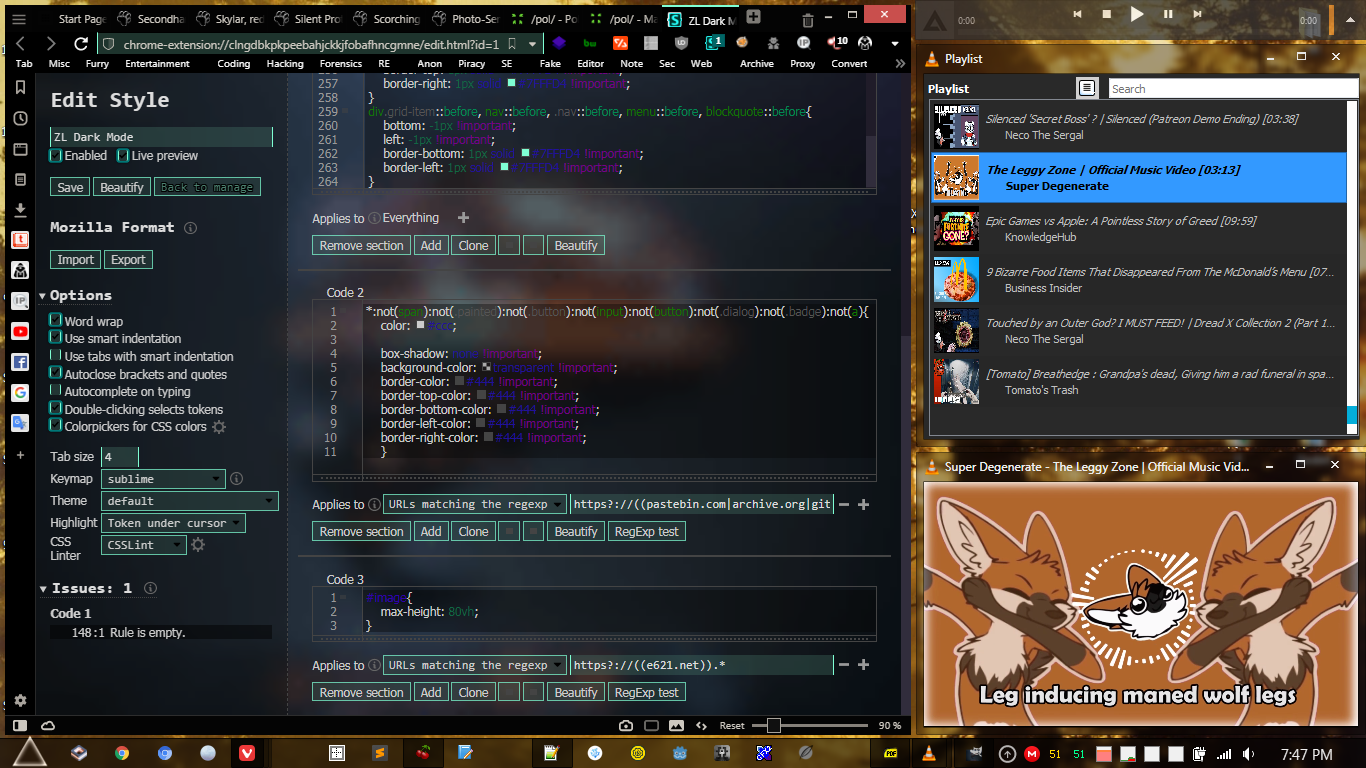 Start Page
Secondha
Skylar, red
Silent Pro
Scorching
Photo-Ser
/pol/ - Po
/pol/ - Ma
ZL Dark M
chrome-extension://clngdbkpkpeebahjckkjfobafhncgmne/edit.html?id=1
1
10
Tab Misc Furry Entertainment Coding Hacking Forensics RE Anon Piracy SE Fake Editor Note Sec Web Archive Proxy Convert
Edit Style
ZL Dark Mode
Enabled Live preview
Save Beautify Back to manage
Mozilla Format
Import Export
Options
Word wrap
Use smart indentation
Use tabs with smart indentation
Autoclose brackets and quotes
Autocomplete on typing
Double-clicking selects tokens
Colorpickers for CSS colors
Tab size 4
Keymap sublime
Theme default
Highlight Token under cursor
CSS Linter CSSLint
Issues: 1
Code 1
148:1 Rule is empty.
257 border-right: 1px !important;
258 }
259 div.grid-item::before, nav::before, .nav::before, menu::before, blockquote::before{
260 bottom: -1px !important;
261 left: -1px !important;
262 border-bottom: 1px solid !important;
263 border-left: 1px solid !important;
264 }
Applies to Everything
Remove section Add Clone Beautify
Code 2
1 *:not(span):not(.painted):not(.button):not(input):not(button):not(.dialog):not(.badge):not(a){
2 color: #ccc;
3
4 box-shadow: none !important;
5 background-color: transparent !important;
6 border-color: #444 !important;
7 border-top-color: #444 !important;
8 border-bottom-color: #444 !important;
9 border-left-color: #444 !important;
10 border-right-color: #444 !important;
11 }
Applies to URLs matching the regexp https?://((pastebin.com|archive.org|git
Remove section Add Clone Beautify RegExp test
Code 3
1 #image{
2 max-height: 80vh;
3 }
Applies to URLs matching the regexp https?://((e621.net)).*
Remove section Add Clone Beautify RegExp test
Reset 90 %
0:00 0:00
Playlist
Playlist Search
Silenced 'Secret Boss' ? | Silenced (Patreon Demo Ending) [03:38]
Neco The Sergal
The Leggy Zone | Official Music Video [03:13]
Super Degenerate
Epic Games vs Apple: A Pointless Story of Greed [09:59]
KnowledgeHub
9 Bizarre Food Items That Disappeared From The McDonald's Menu [07...
Business Insider
Touched by an Outer God? I MUST FEED! | Dread X Collection 2 (Part 1...
Neco The Sergal
[Tomato] Breathedge : Grandpa's dead, Giving him a rad funeral in spa...
Tomato's Trash
Super Degenerate - The Leggy Zone | Official Music Vid...
Leg inducing maned wolf legs
PDF
51 51
7:47 PM